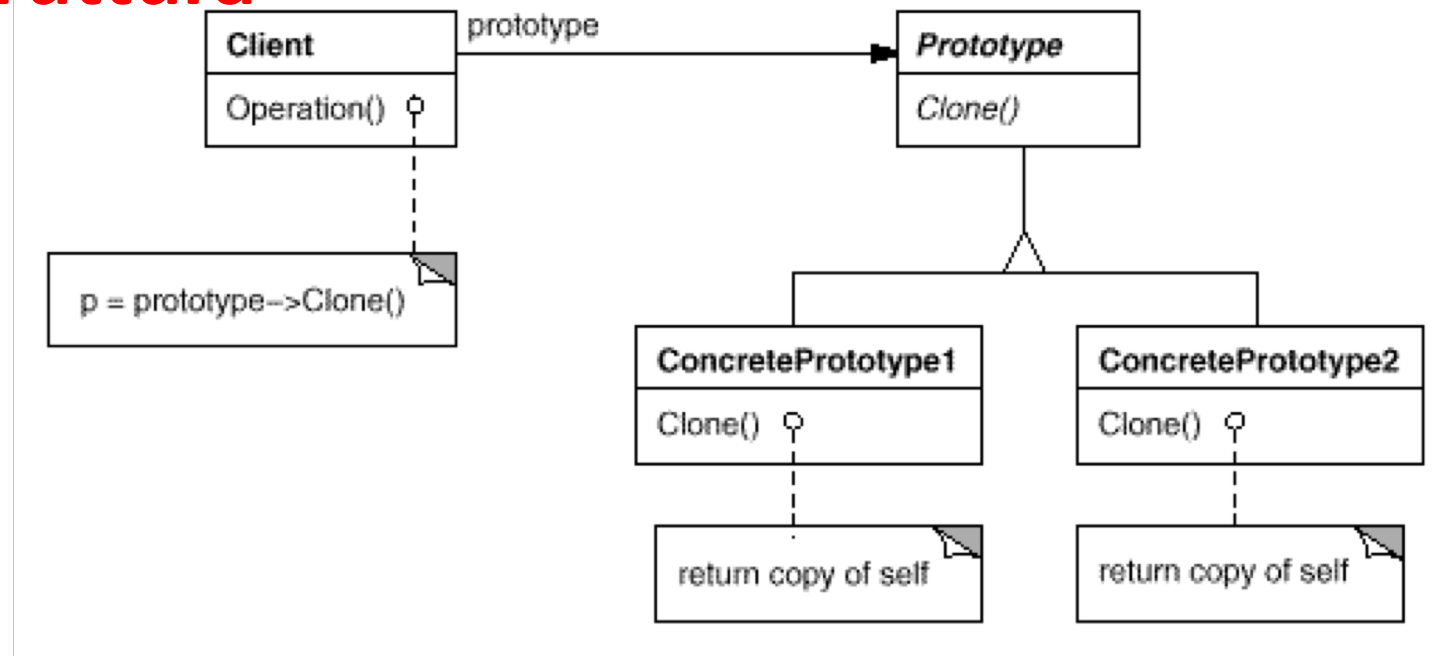 prototype
Client
Prototype
Operation()
Clone()
p = prototype–>Clone()
ConcretePrototype1
ConcretePrototype2
Clone()
Clone()
return copy of self
return copy of self